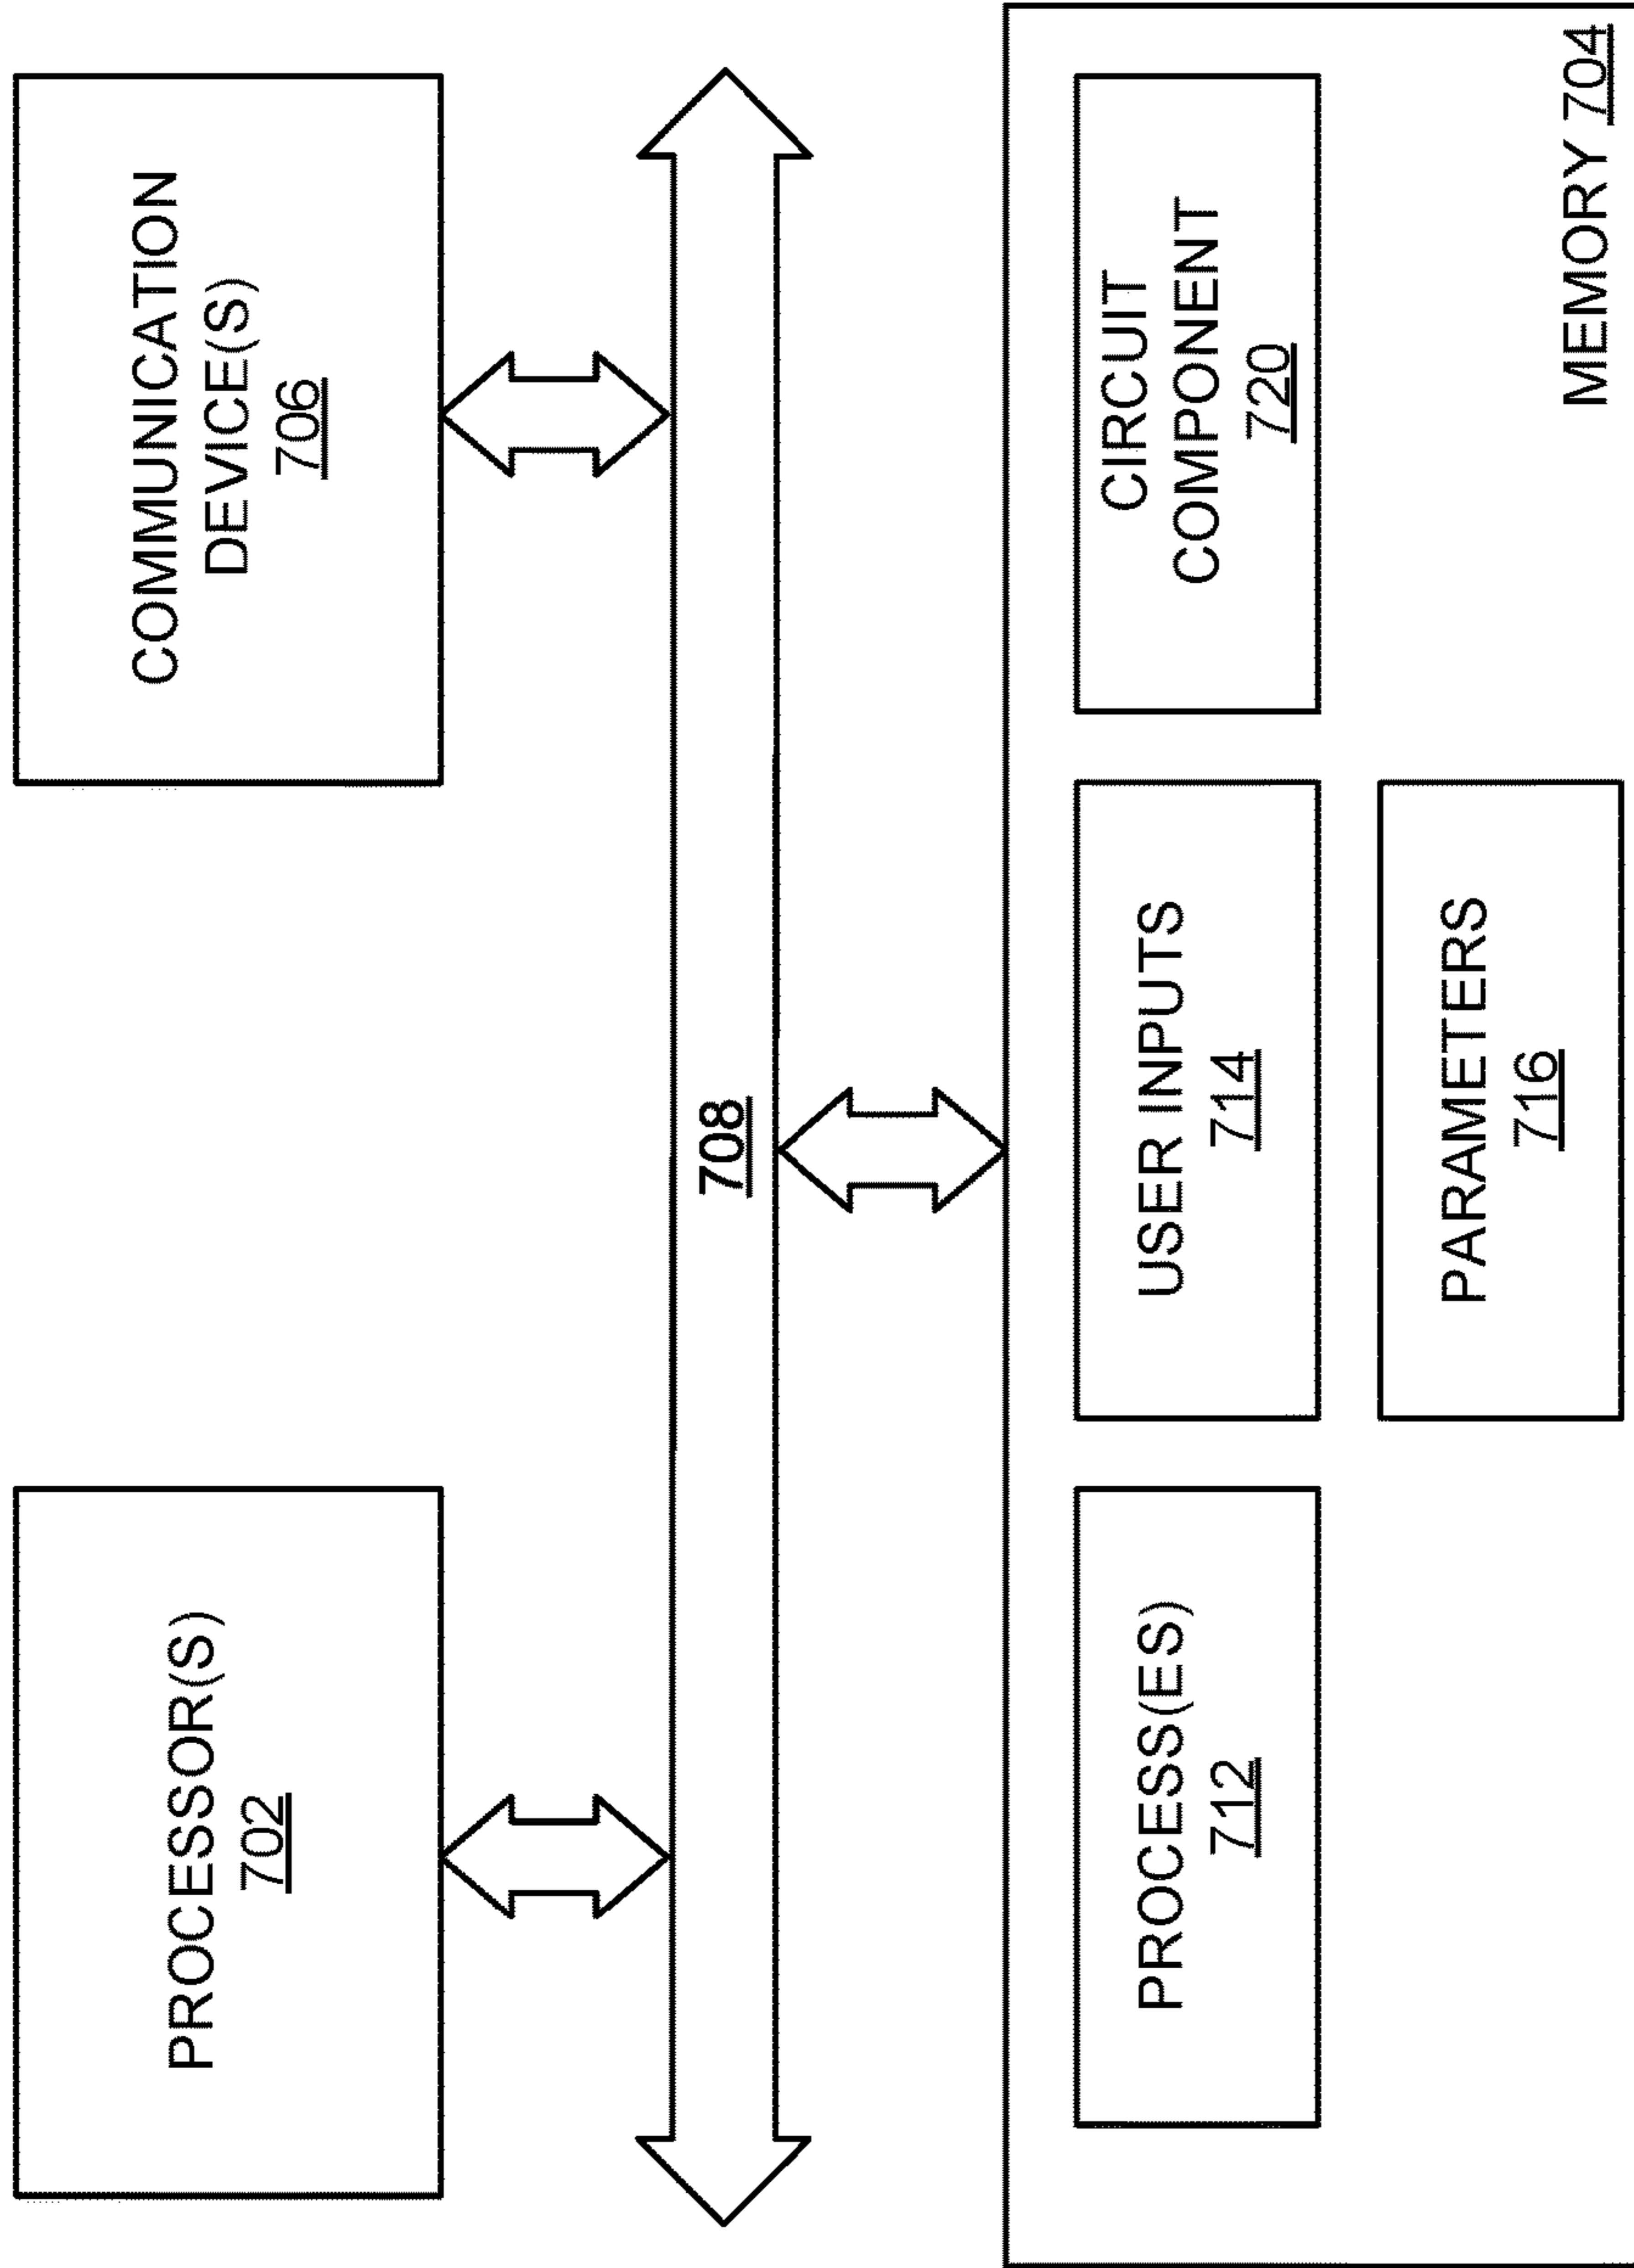 PROCESSOR(S)
702
COMMUNICATION
DEVICE(S)
706
708
PROCESS(ES)
712
USER INPUTS
714
CIRCUIT
COMPONENT
720
PARAMETERS
716
MEMORY 704